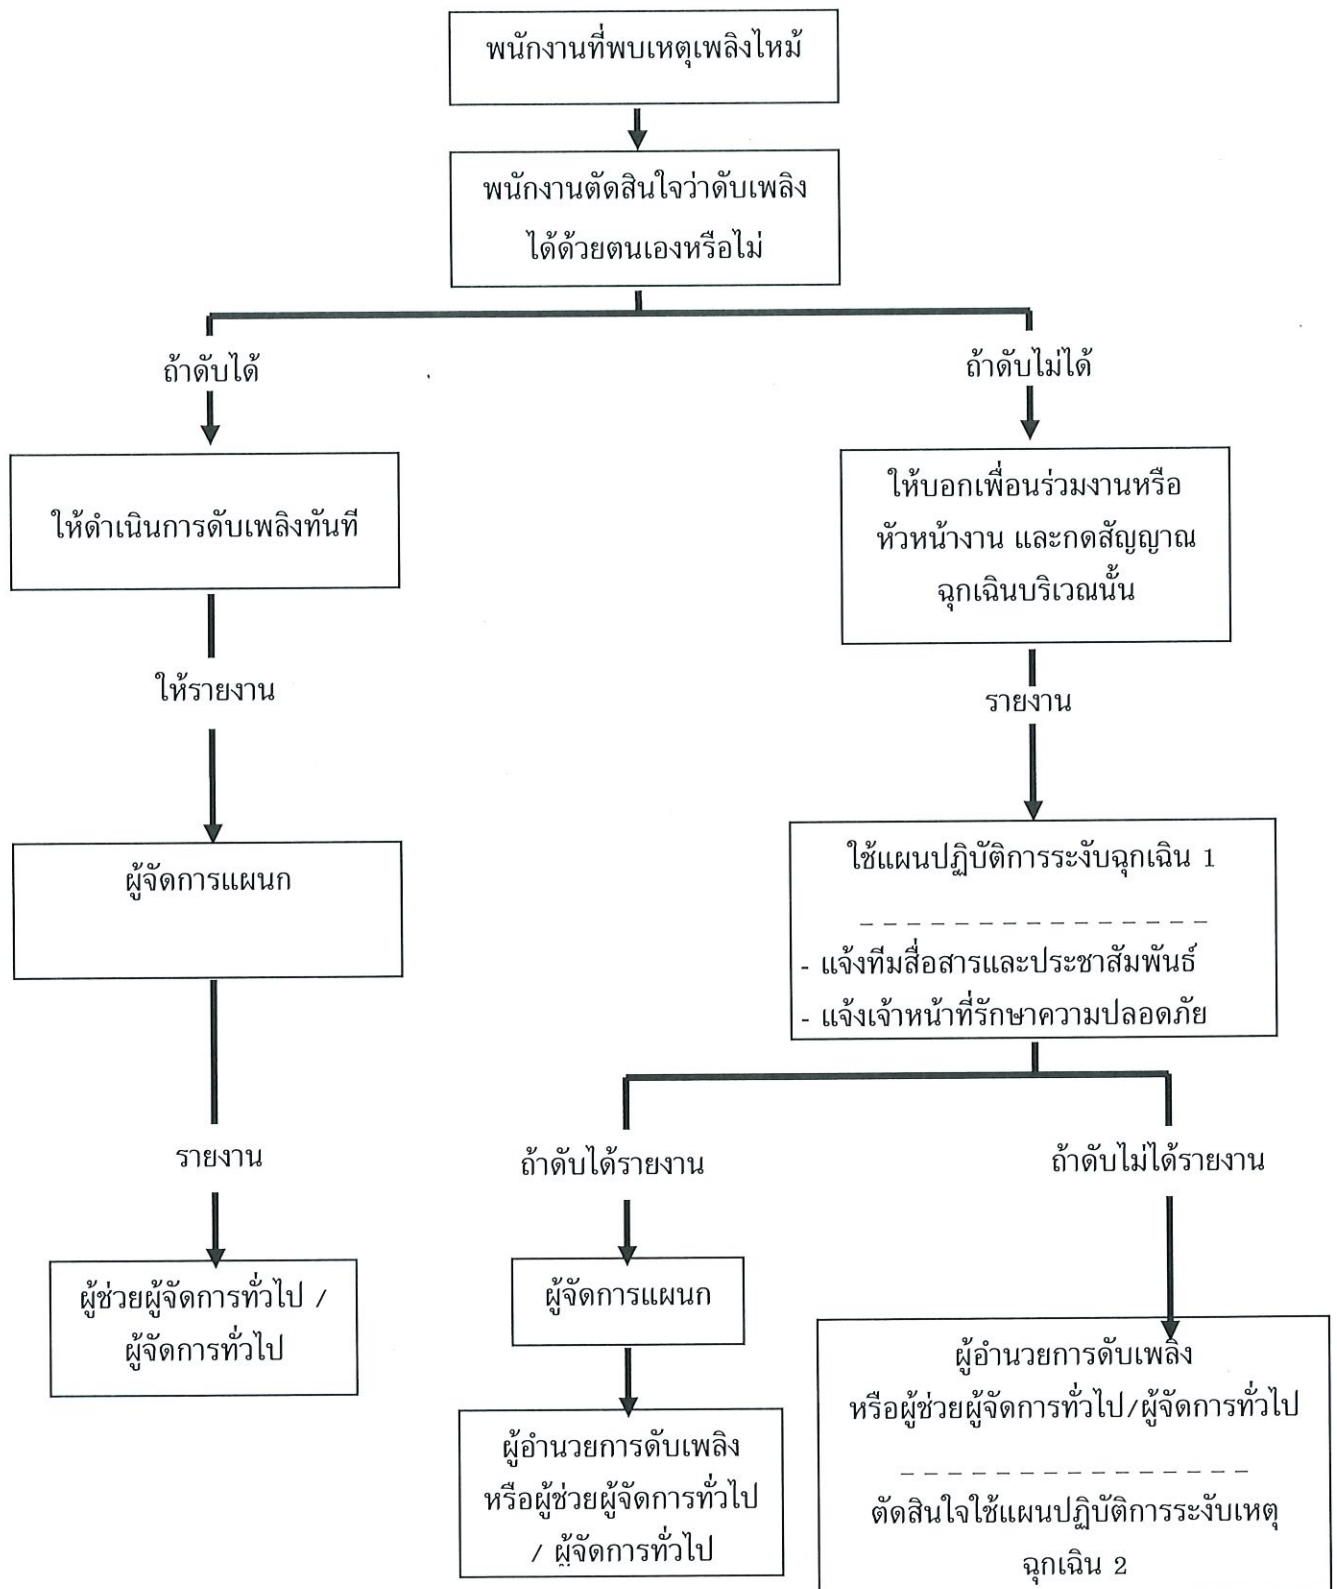 พนักงานที่พบเหตุเพลิงไหม้
พนักงานตัดสินใจว่าดับเพลิง
ได้ด้วยตนเองหรือไม่
ถ้าดับได้
ถ้าดับไม่ได้
ให้ดำเนินการดับเพลิงทันที
ให้บอกเพื่อนร่วมงานหรือ
หัวหน้างาน และกดสัญญาณ
ฉุกเฉินบริเวณนั้น
ให้รายงาน
รายงาน
ผู้จัดการแผนก
ใช้แผนปฏิบัติการระงับฉุกเฉิน 1
- แจ้งทีมสื่อสารและประชาสัมพันธ์
- แจ้งเจ้าหน้าที่รักษาความปลอดภัย
รายงาน
ถ้าดับได้รายงาน
ถ้าดับไม่ได้รายงาน
ผู้ช่วยผู้จัดการทั่วไป /
ผู้จัดการทั่วไป
ผู้จัดการแผนก
ผู้อำนวยการดับเพลิง
หรือผู้ช่วยผู้จัดการทั่วไป
/ ผู้จัดการทั่วไป
ผู้อำนวยการดับเพลิง
หรือผู้ช่วยผู้จัดการทั่วไป/ผู้จัดการทั่วไป
ตัดสินใจใช้แผนปฏิบัติการระงับเหตุ
ฉุกเฉิน 2